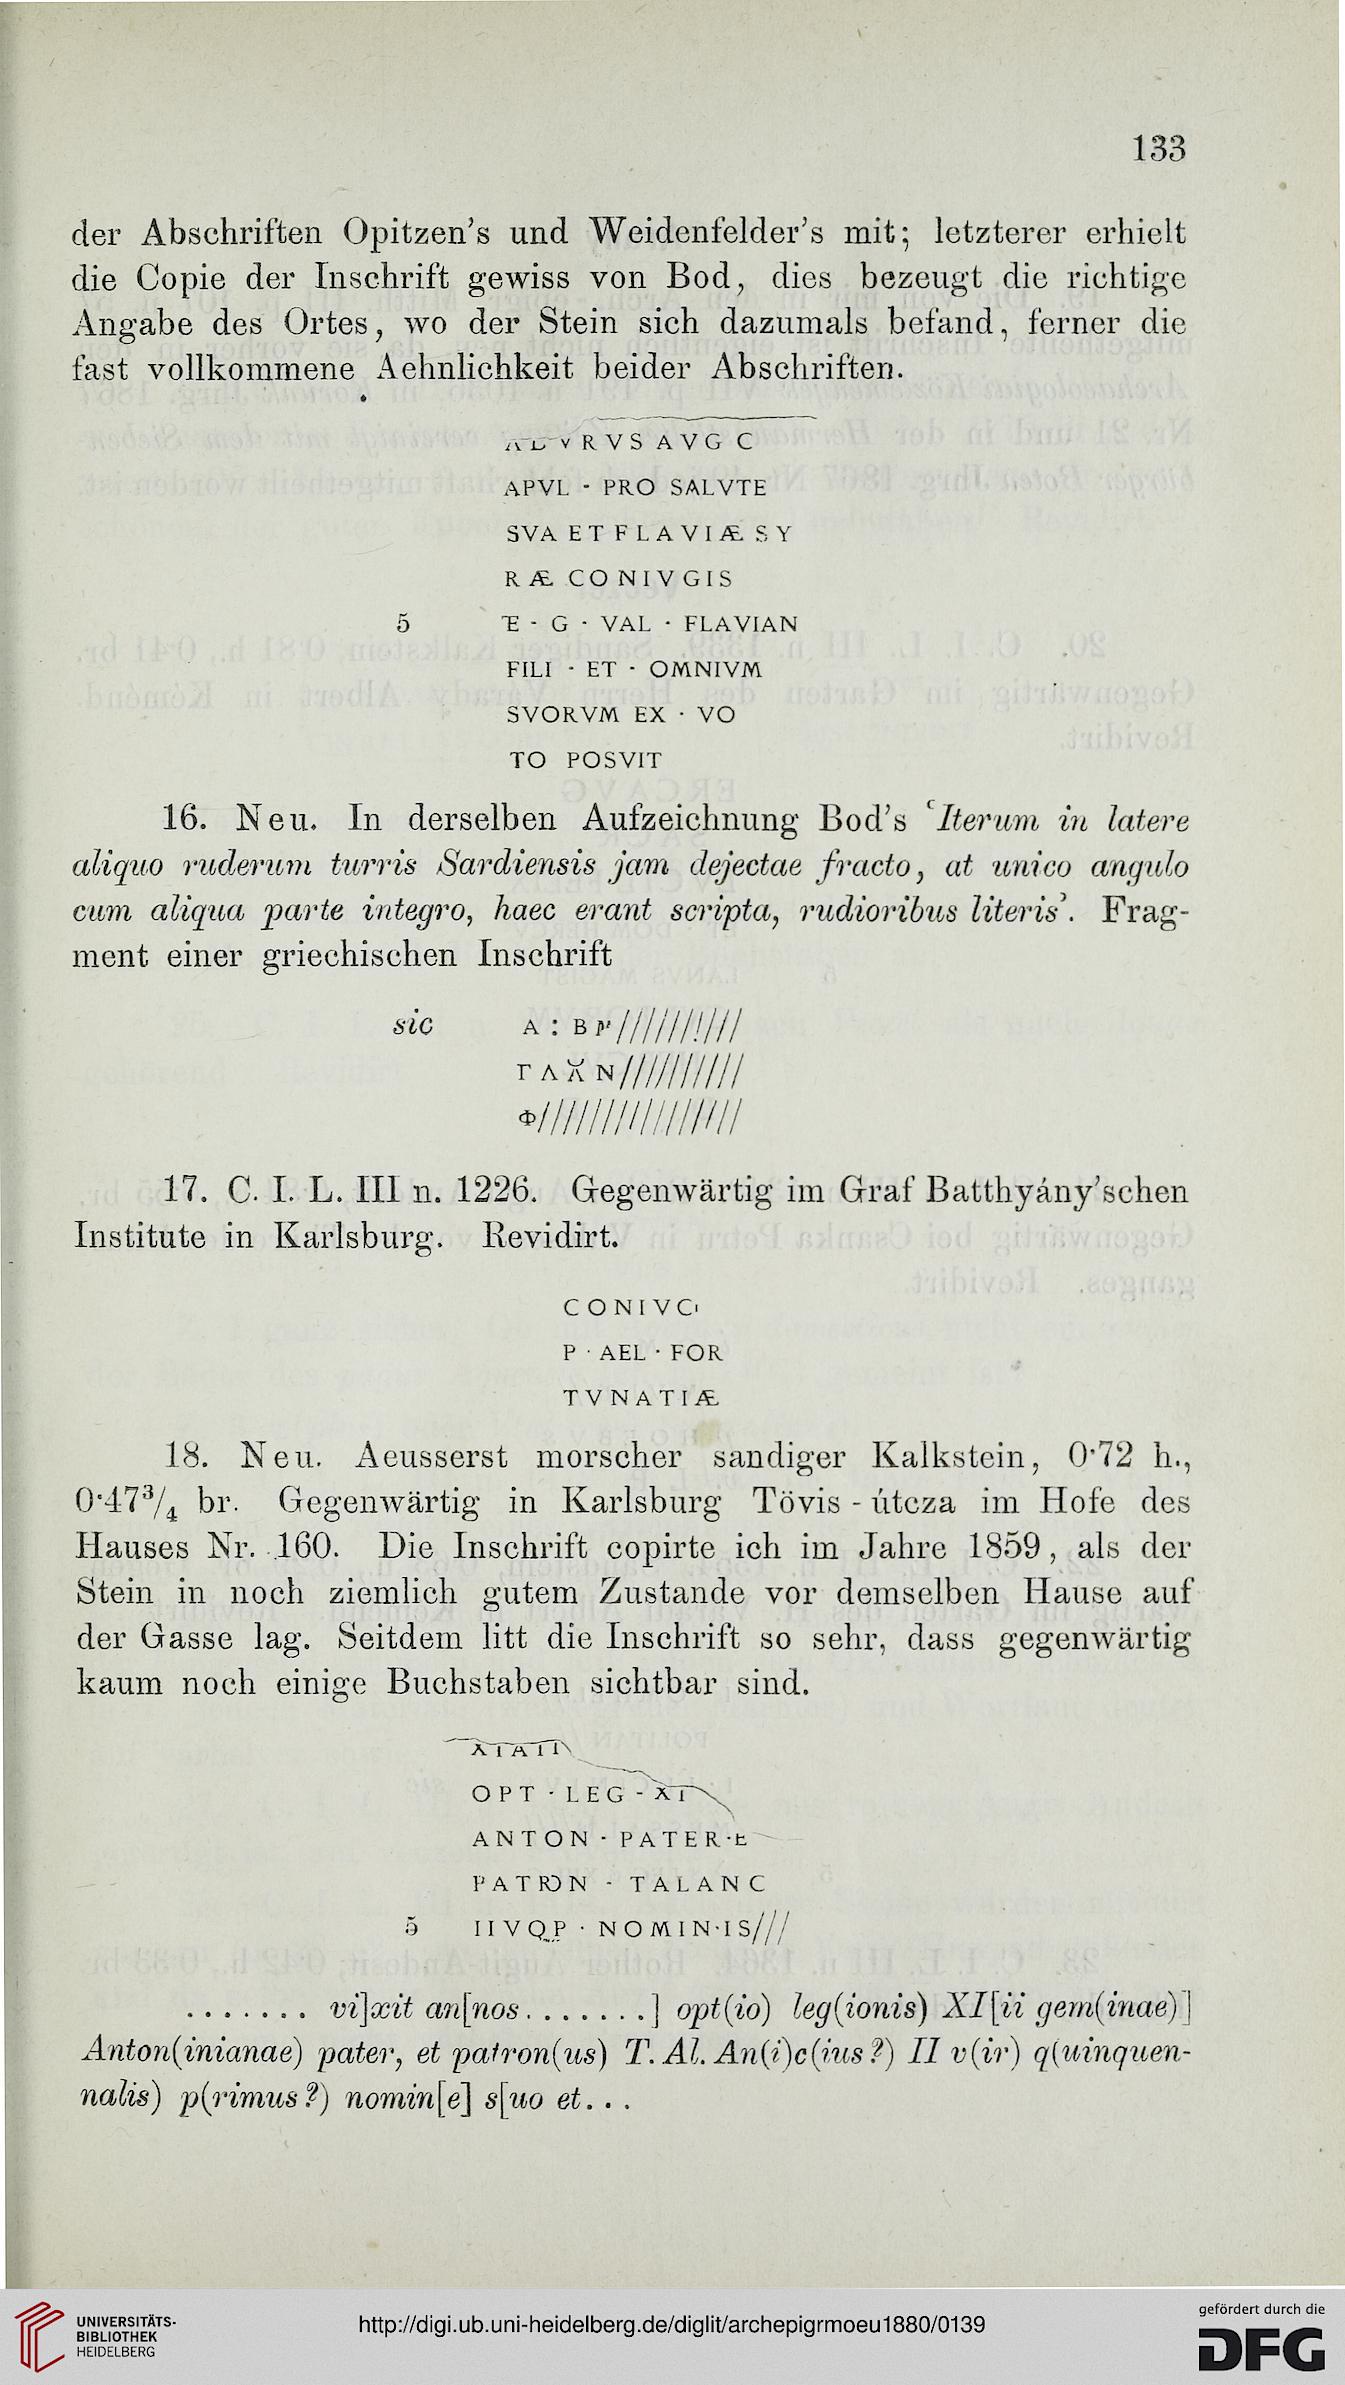 133
der Abschriften Opitzen's und Weidenfelder's mit; letzterer erhielt
die Copie der Inschrift gewiss von Bod, dies bezeugt die richtige
Angabe des Ortes, wo der Stein sich dazumals befand, ferner die
fast vollkommene Aehnlichkeit beider Abschriften.
VRVS AVG C
APVL · PRO SALVTE
SVA ET FLAVIÆ SY
RÆ CONIVGIS
5 E · G · VAL · FLAVIAN
FILI · ET · OMNIVM
SVORVM EX · VO
TO POSVIT
16. Neu. In derselben Aufzeichnung Bod's 'Iterum in latere
aliquo ruderum turris Sardiensis jam dejectae fracto, at unico angulo
cum aliqua parte integro, haec erant scripta, rudioribus literis'. Frag-
ment einer griechischen Inschrift
sic A : B
Γ Λ N//////////
Φ////////////////
17. C. I. L. III n. 1226. Gegenwärtig im Graf Batthyány'schen
Institute in Karlsburg. Revidirt.
CONIVCI
P · AEL · FOR
TVNATIÆ
18. Neu. Aeusserst morscher sandiger Kalkstein, 0·72 h.,
0·47³/₄ br. Gegenwärtig in Karlsburg Tövis-útcza im Hofe des
Hauses Nr. 160. Die Inschrift copirte ich im Jahre 1859, als der
Stein in noch ziemlich gutem Zustande vor demselben Hause auf
der Gasse lag. Seitdem litt die Inschrift so sehr, dass gegenwärtig
kaum noch einige Buchstaben sichtbar sind.
OPT · LEG - XI
ANTON · PATER · E
PATRON · TALANC
5 IIVQP · NOMIN·IS///
....... vi]xit an[nos.......] opt(io) leg(ionis) XI[ii gem(inae)]
Anton(inianae) pater, et patron(us) T. Al. An(i)c(ius?) II v(ir) q(uinquen-
nalis) p(rimus?) nomin[e] s[uo et...
UNIVERSITÄTS-
BIBLIOTHEK
HEIDELBERG
http://digi.ub.uni-heidelberg.de/diglit/archepigrmoeu1880/0139
gefördert durch die
DFG